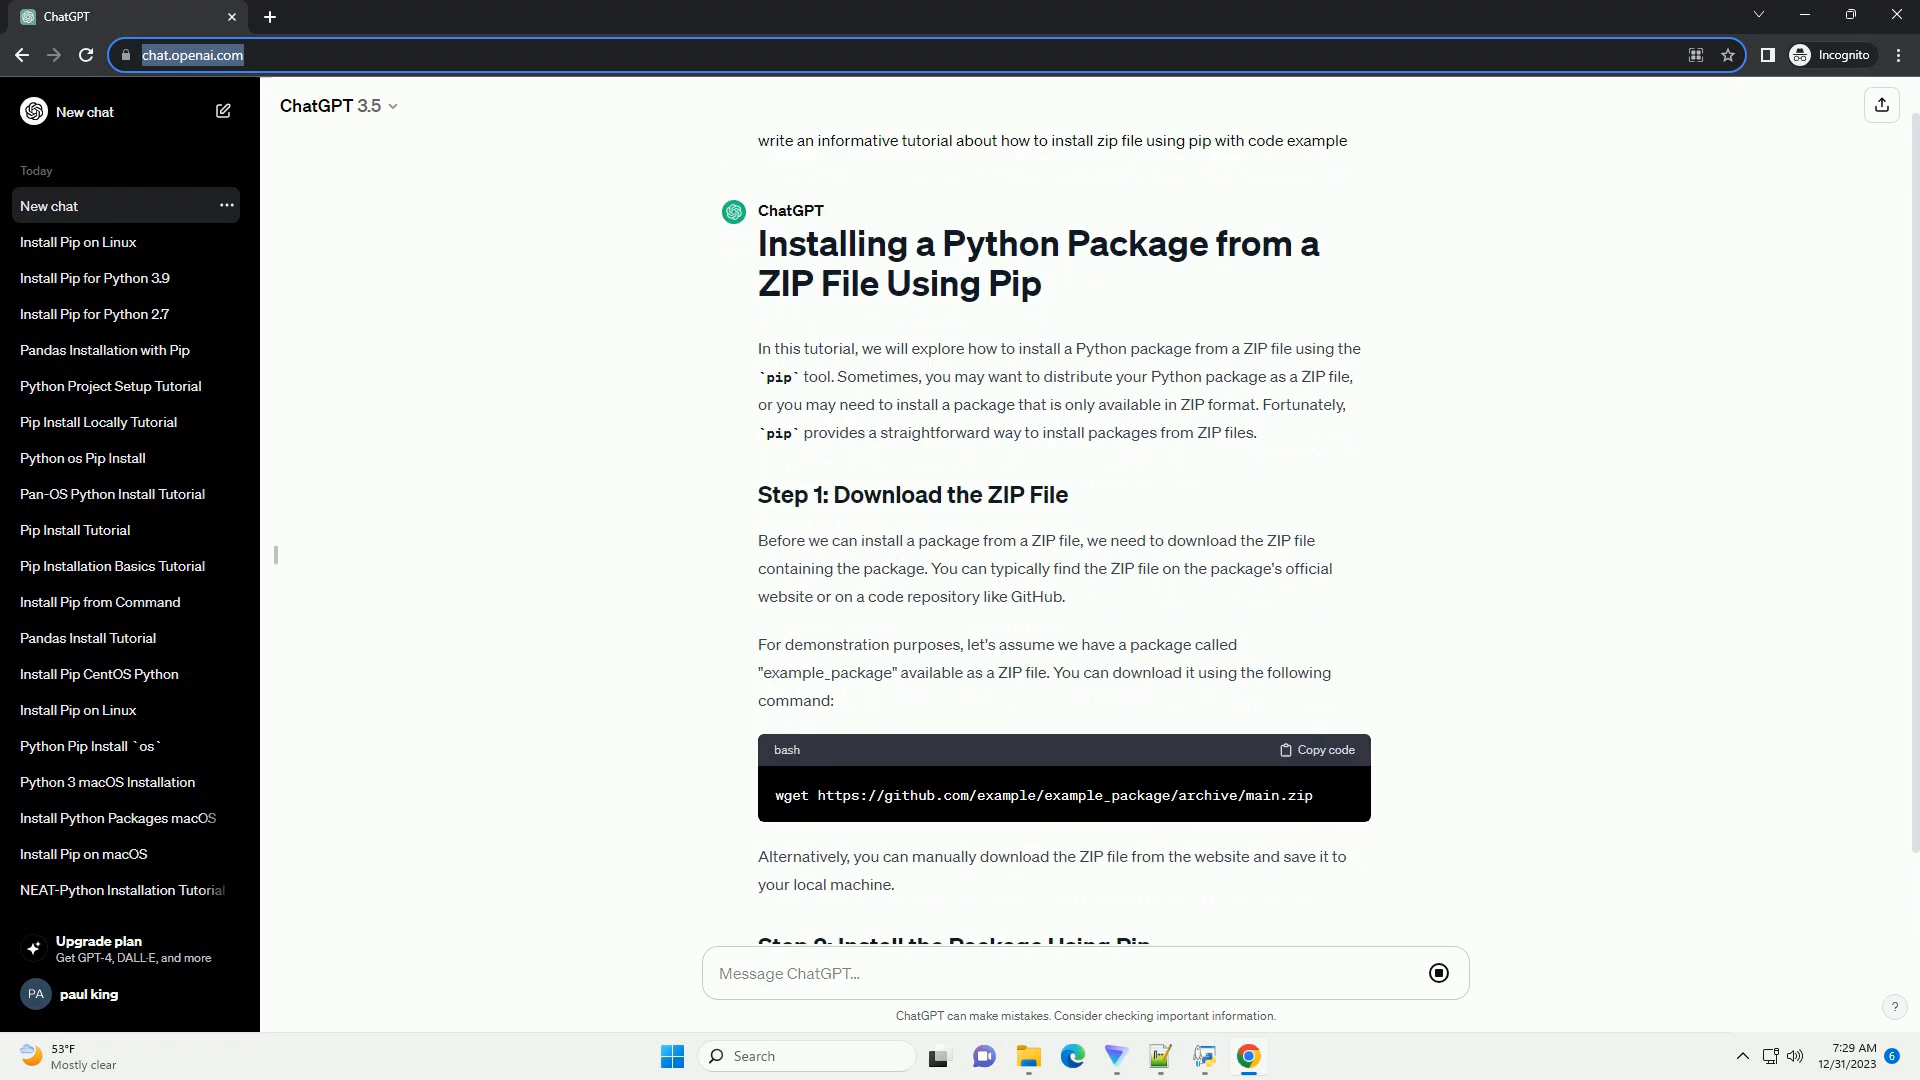 ChatGPT
chat.openai.com
Incognito
New chat
Today
New chat
Install Pip on Linux
Install Pip for Python 3.9
Install Pip for Python 2.7
Pandas Installation with Pip
Python Project Setup Tutorial
Pip Install Locally Tutorial
Python os Pip Install
Pan-OS Python Install Tutorial
Pip Install Tutorial
Pip Installation Basics Tutorial
Install Pip from Command
Pandas Install Tutorial
Install Pip CentOS Python
Install Pip on Linux
Python Pip Install `os`
Python 3 macOS Installation
Install Python Packages macOS
Install Pip on macOS
NEAT-Python Installation Tutorial
Upgrade plan
Get GPT-4, DALL·E, and more
PA paul king
ChatGPT 3.5
write an informative tutorial about how to install zip file using pip with code example
ChatGPT
Installing a Python Package from a
ZIP File Using Pip
In this tutorial, we will explore how to install a Python package from a ZIP file using the
`pip` tool. Sometimes, you may want to distribute your Python package as a ZIP file,
or you may need to install a package that is only available in ZIP format. Fortunately,
`pip` provides a straightforward way to install packages from ZIP files.
Step 1: Download the ZIP File
Before we can install a package from a ZIP file, we need to download the ZIP file
containing the package. You can typically find the ZIP file on the package's official
website or on a code repository like GitHub.
For demonstration purposes, let's assume we have a package called
"example_package" available as a ZIP file. You can download it using the following
command:
bash Copy code
wget https://github.com/example/example_package/archive/main.zip
Alternatively, you can manually download the ZIP file from the website and save it to
your local machine.
Step 2: Install the Package Using Pip
Message ChatGPT...
ChatGPT can make mistakes. Consider checking important information.
?
53°F
Mostly clear
Search
7:29 AM
12/31/2023
6